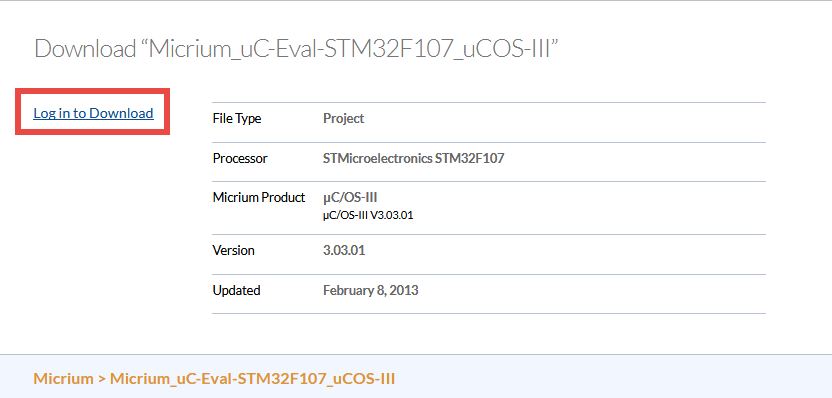 Download “Micrium_uC-Eval-STM32F107_uCOS-III”
Log in to Download
File Type Project
Processor STMicroelectronics STM32F107
Micrium Product µC/OS-III
µC/OS-III V3.03.01
Version 3.03.01
Updated February 8, 2013
Micrium > Micrium_uC-Eval-STM32F107_uCOS-III